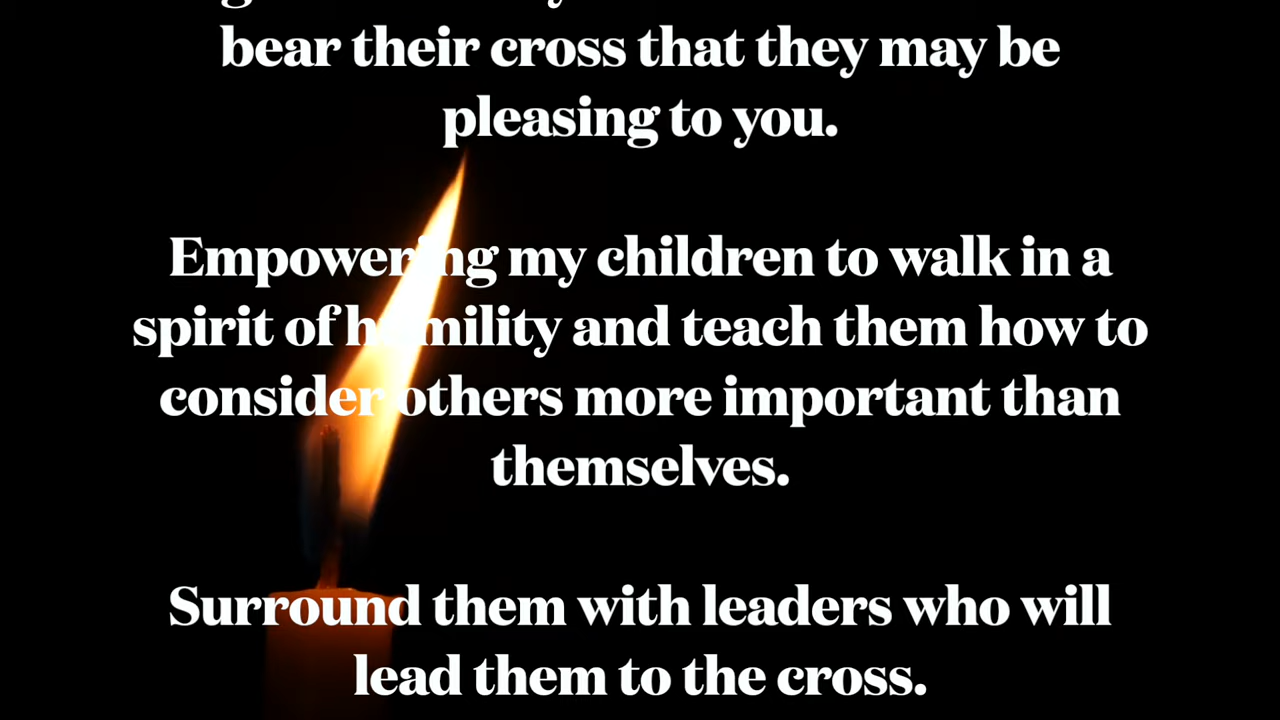 bear their cross that they may be
pleasing to you.
Empowering my children to walk in a
spirit of humility and teach them how to
consider others more important than
themselves.
Surround them with leaders who will
lead them to the cross.